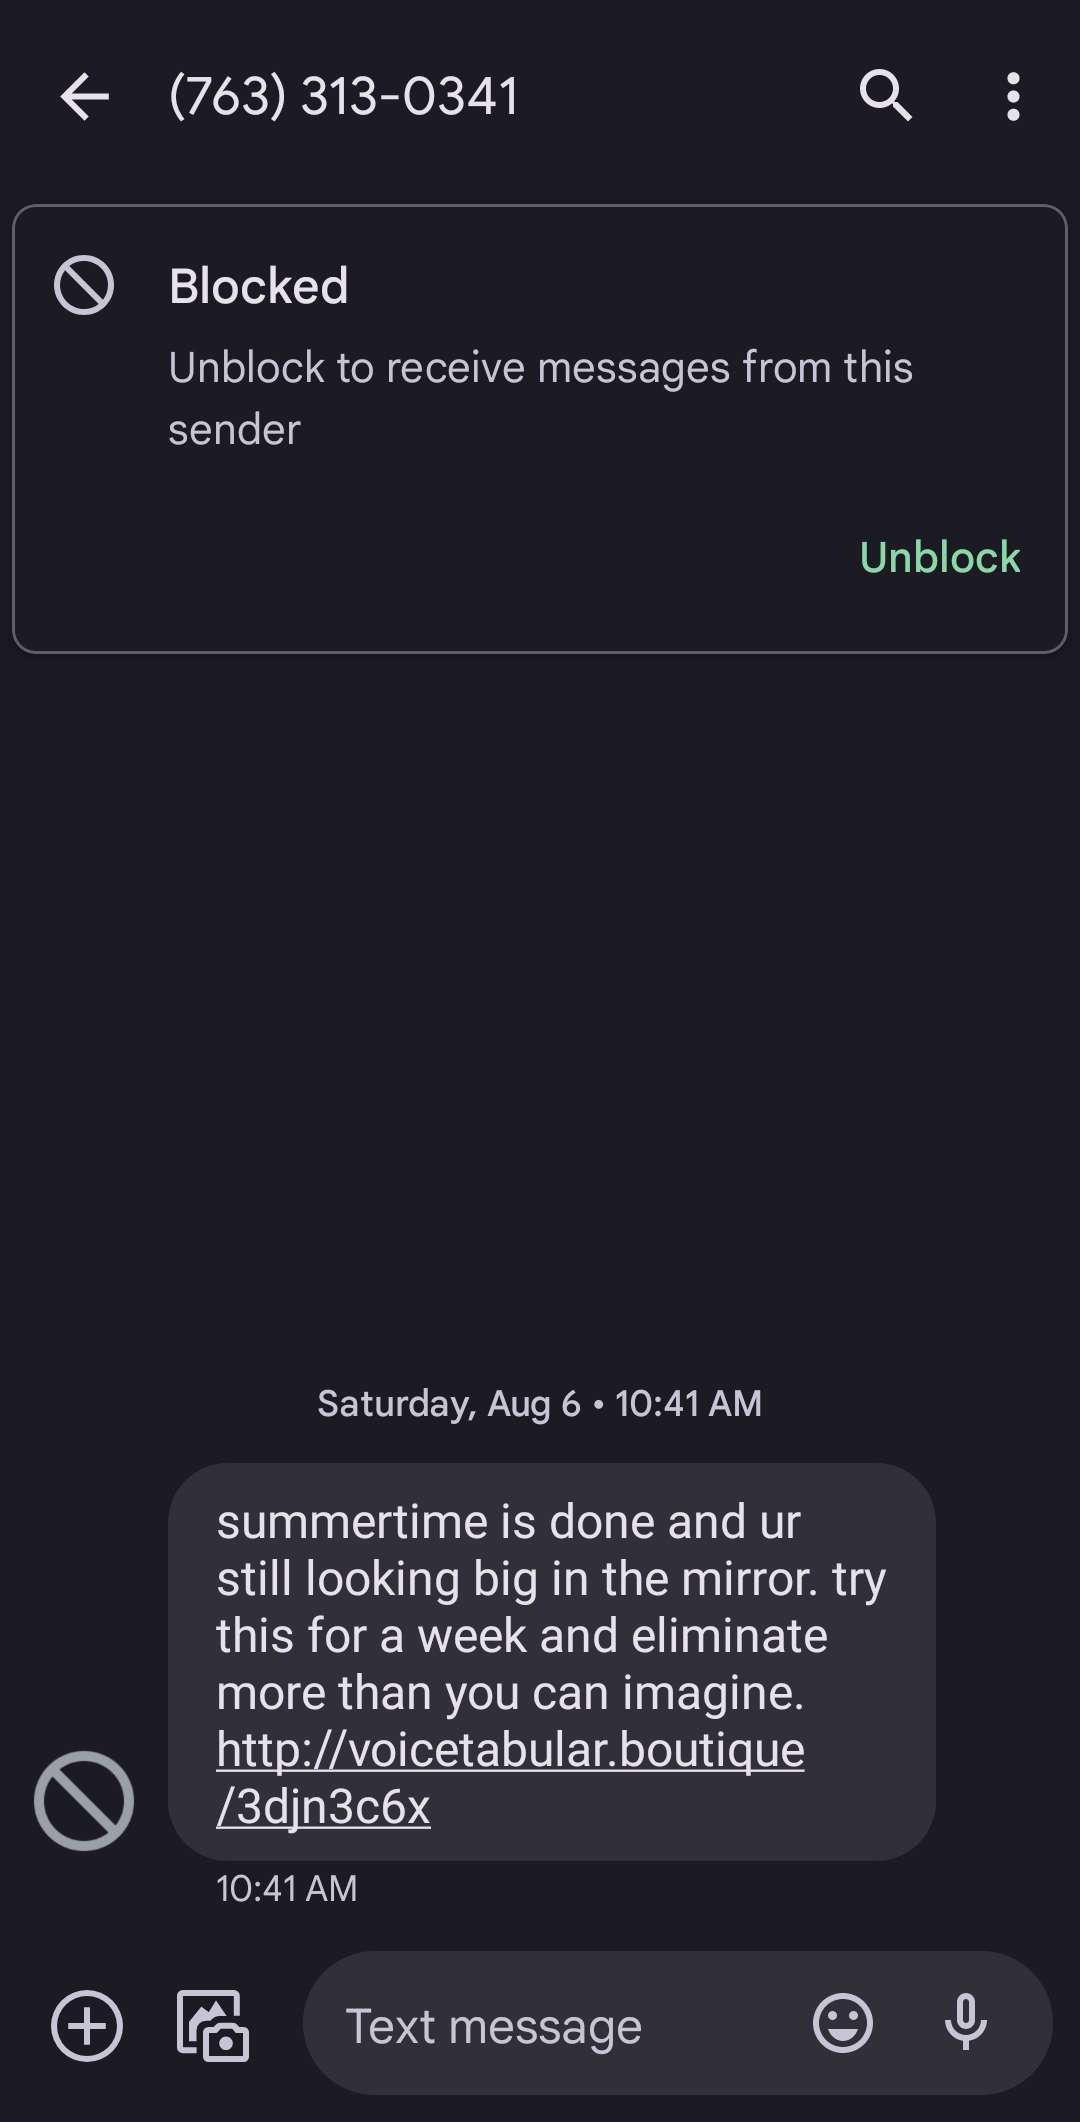 (763) 313-0341
Blocked
Unblock to receive messages from this
sender
Unblock
Saturday, Aug 6 • 10:41 AM
summertime is done and ur
still looking big in the mirror. try
this for a week and eliminate
more than you can imagine.
http://voicetabular.boutique
/3djn3c6x
10:41 AM
Text message